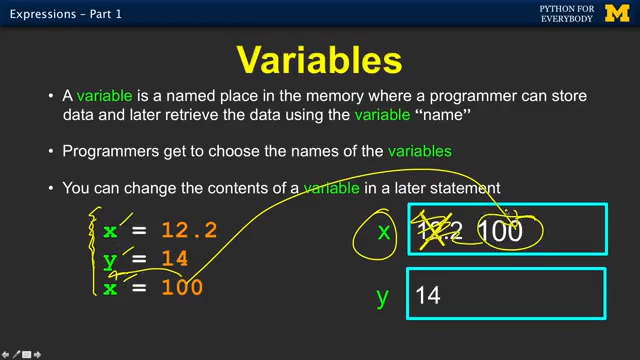 Expressions – Part 1
PYTHON FOR
EVERYBODY
M
Variables
• A variable is a named place in the memory where a programmer can store
data and later retrieve the data using the variable “name”
• Programmers get to choose the names of the variables
• You can change the contents of a variable in a later statement
x = 12.2
y = 14
x = 100
x 12.2 100
y 14